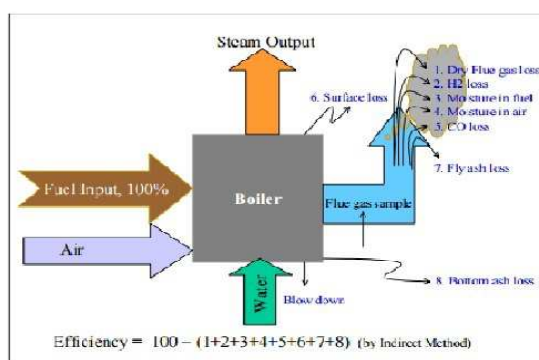 Steam Output
1. Dry Flue gas loss
2. H2 loss
3. Moisture in fuel
4. Moisture in air
5. CO loss
6. Surface loss
7. Fly ash loss
Fuel Input, 100%
Boiler
Flue gas sample
Air
Water
Blow down
8. Bottom ash loss
Efficiency = 100 – (1+2+3+4+5+6+7+8) (by Indirect Method)